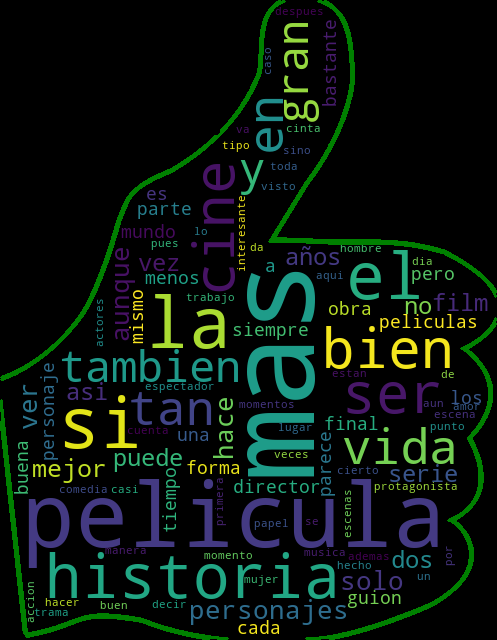 despues
gran
bastante
caso
en
cinta
va
tipo
sino
y
toda
visto
cine
es
parte
interesante
mundo
lo
pues
da
años
hombre
el
dia
pero
aqui
a
vez
menos
aunque
mismo
trabajo
mas
obra
no
film
actores
la
siempre
peliculas
bien
tambien
estan
de
ser
espectador
personaje
asi
ver
si
tan
hace
momentos
aun
amor
los
escena
cuenta
una
lugar
final
punto
parece
vida
buena
mejor
puede
forma
veces
cierto
serie
tiempo
comedia
casi
primera
director
protagonista
pelicula
papel
se
escenas
manera
momento
musica
ademas
por
historia
mujer
hecho
dos
un
solo
accion
hacer
trama
buen
decir
personajes
guion
cada